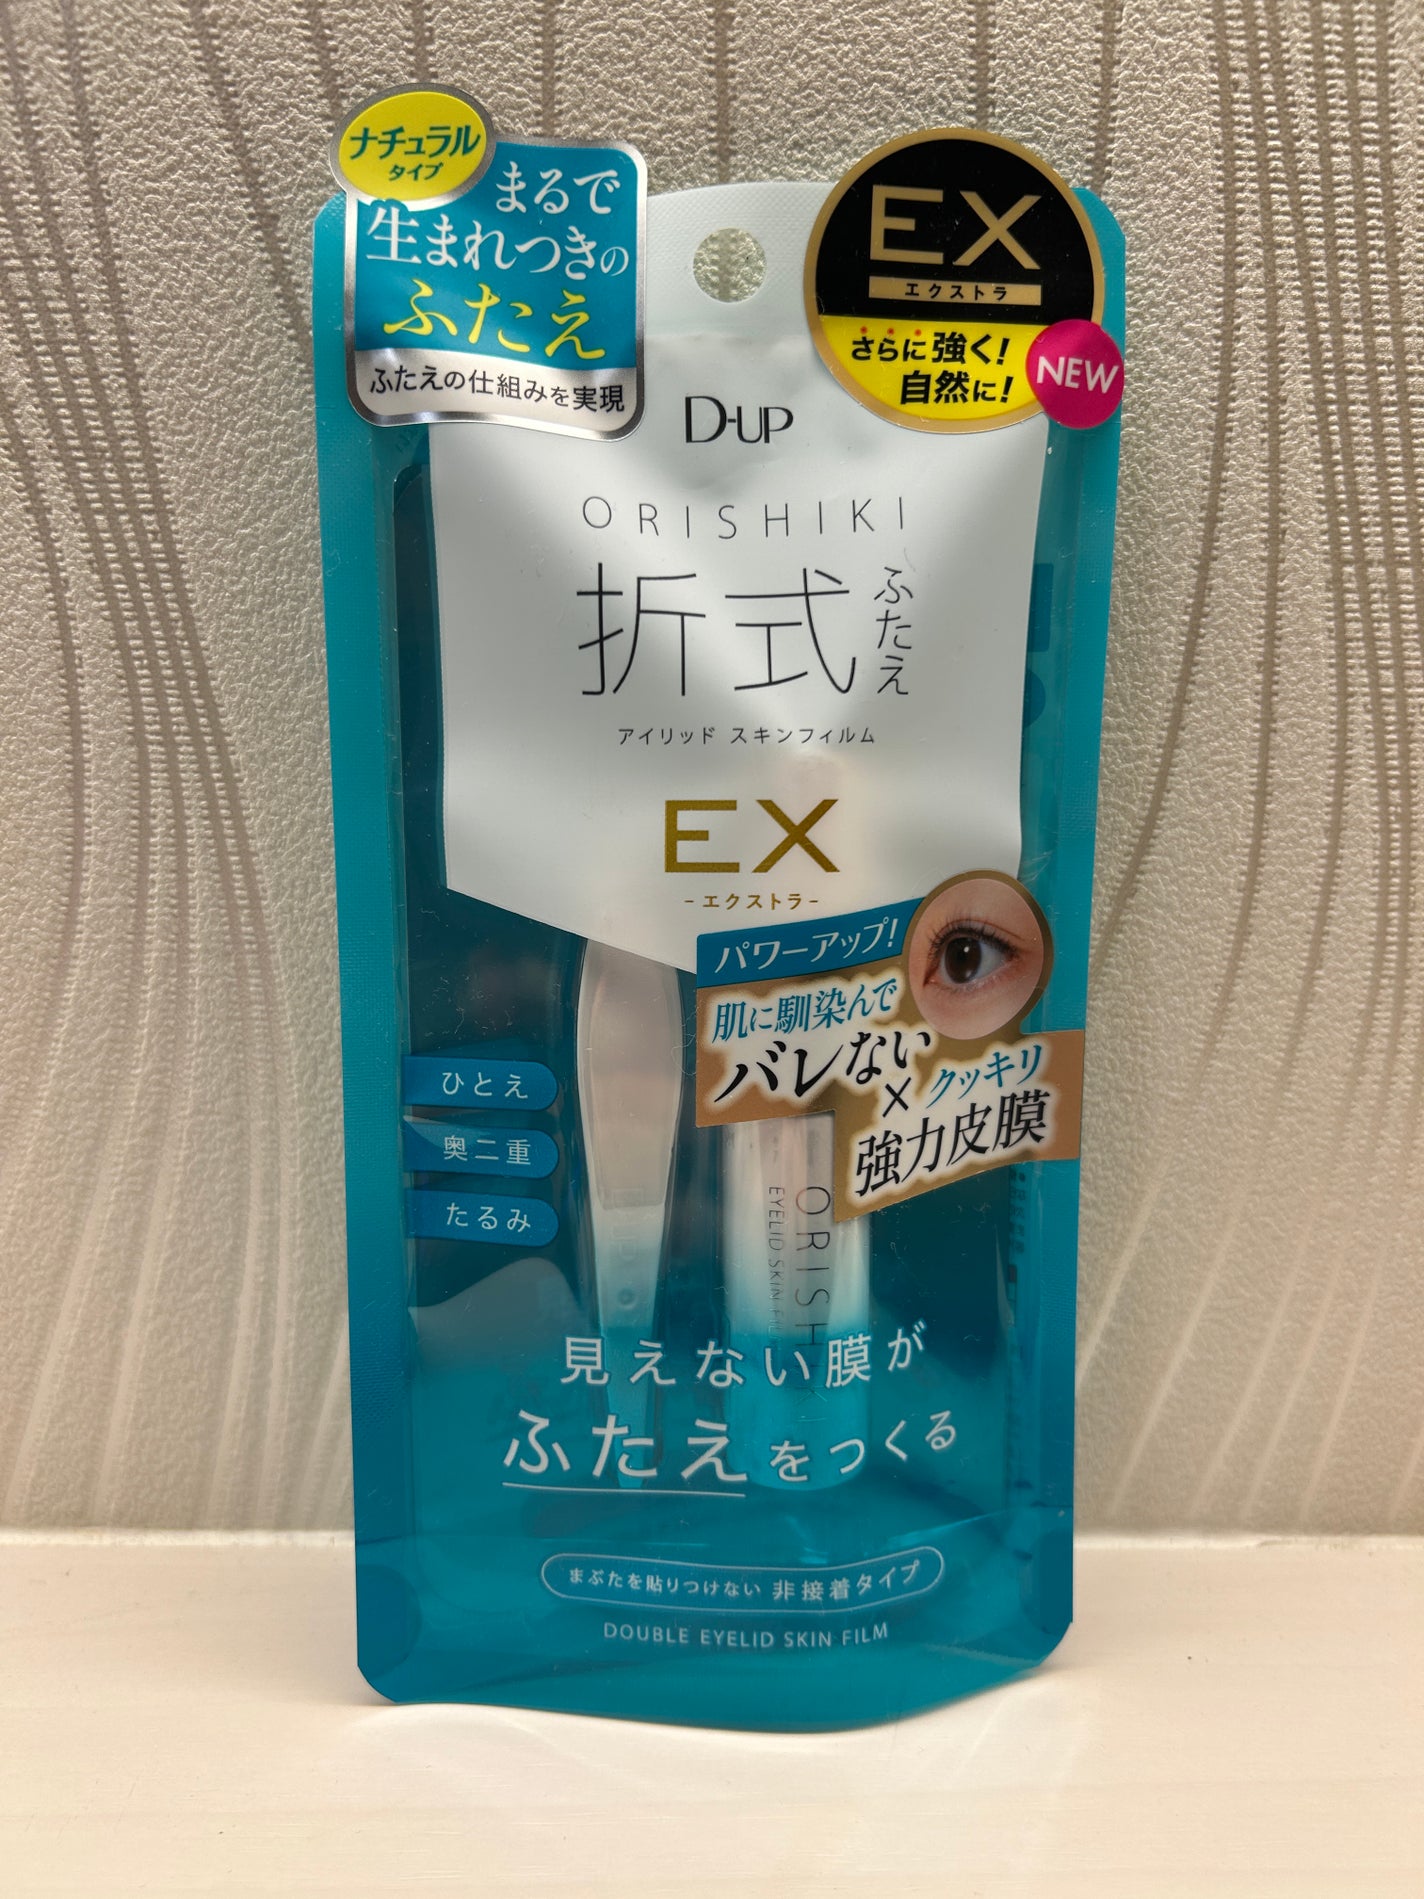 ナチュラル
タイプ
まるで
生まれつきの
ふたえ
ふたえの仕組みを実現
EX
エクストラ
さらに強く!
自然に!
NEW
D-UP
ORISHIKI
折式
ふたえ
アイリッド スキンフィルム
EX
-エクストラ-
パワーアップ!
肌に馴染んで
バレない
×
クッキリ
強力皮膜
ひとえ
奥二重
たるみ
ORISH
EYELID SKIN FILM
見えない膜が
ふたえをつくる
まぶたを貼りつけない 非接着タイプ
DOUBLE EYELID SKIN FILM